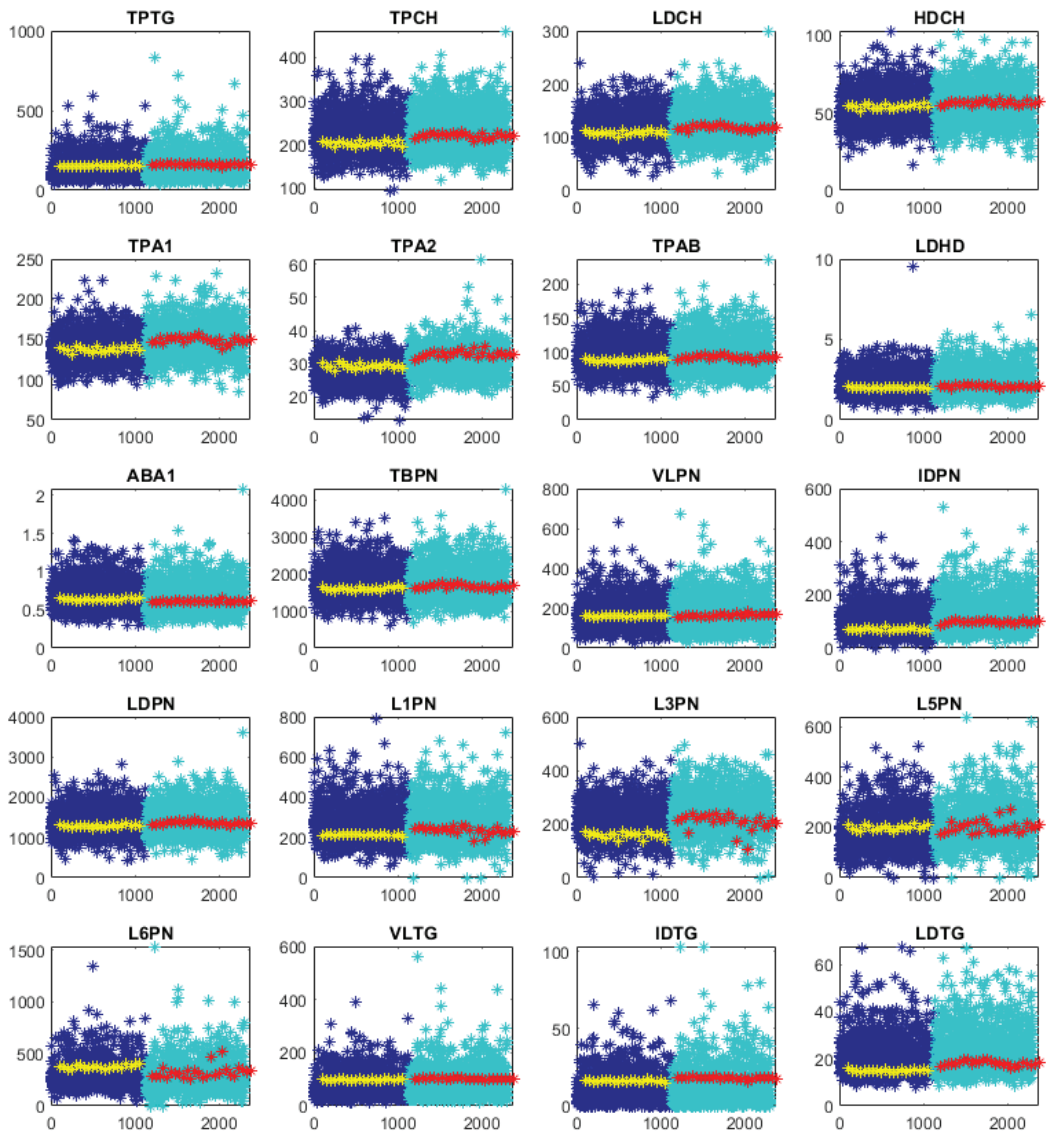 TPTG TPCH LDCH HDCH
1000 400 300 100
500 300 200 50
200 100
0 100 0 0
0 1000 2000 0 1000 2000 0 1000 2000 0 1000 2000
TPA1 TPA2 TPAB LDHD
250 60 200 10
200 50 150
150 40 100 5
100 30 50
50 20 0 0
0 1000 2000 0 1000 2000 0 1000 2000 0 1000 2000
ABA1 TBPN VLPN IDPN
2 4000 800 600
1.5 3000 600 400
1 2000 400
0.5 1000 200 200
0 0 0 0
0 1000 2000 0 1000 2000 0 1000 2000 0 1000 2000
LDPN L1PN L3PN L5PN
4000 800 600 600
3000 600 400 400
2000 400
1000 200 200 200
0 0 0 0
0 1000 2000 0 1000 2000 0 1000 2000 0 1000 2000
L6PN VLTG IDTG LDTG
1500 600 100 60
1000 400 40
500 200 50 20
0 0 0 0
0 1000 2000 0 1000 2000 0 1000 2000 0 1000 2000